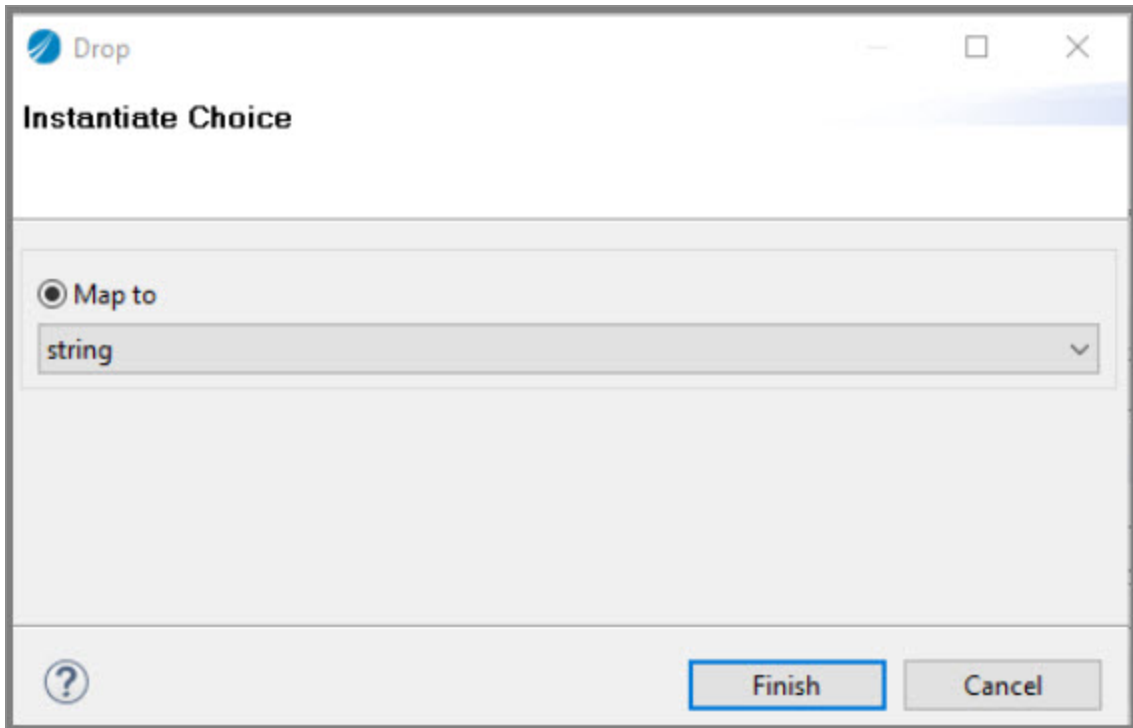 Drop
Instantiate Choice
Map to
string
?
Finish Cancel